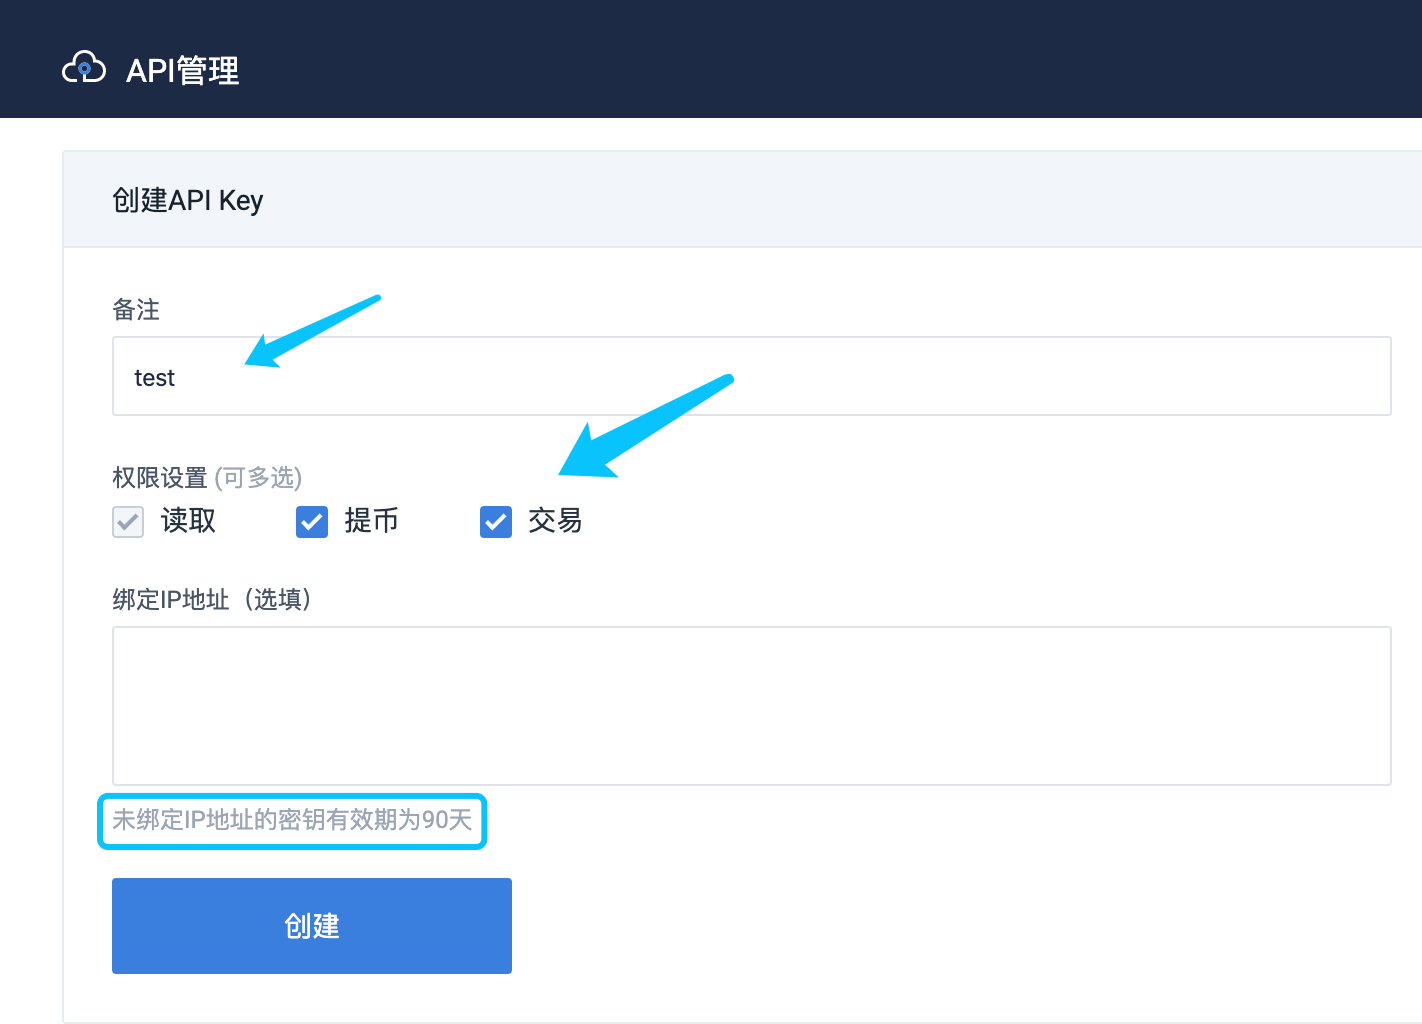 API管理
创建API Key
备注
test
权限设置 (可多选)
读取 提币 交易
绑定IP地址（选填）
未绑定IP地址的密钥有效期为90天
创建